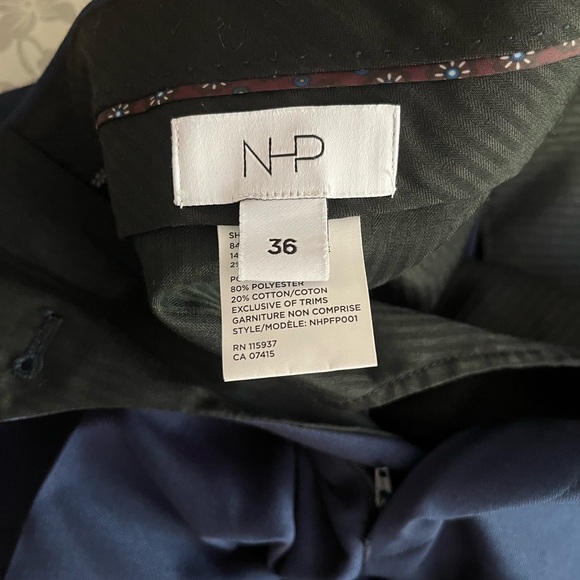 NHP
36
80% POLYESTER
20% COTTON/COTON
EXCLUSIVE OF TRIMS
GARNITURE NON COMPRISE
STYLE/MODÈLE: NHPFP001
RN 115937
CA 07415